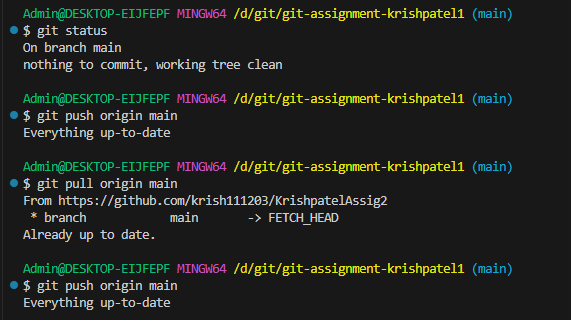 Admin@DESKTOP-EIJFEPF MINGW64 /d/git/git-assignment-krishpatel1 (main)
$ git status
On branch main
nothing to commit, working tree clean
Admin@DESKTOP-EIJFEPF MINGW64 /d/git/git-assignment-krishpatel1 (main)
$ git push origin main
Everything up-to-date
Admin@DESKTOP-EIJFEPF MINGW64 /d/git/git-assignment-krishpatel1 (main)
$ git pull origin main
From https://github.com/krish111203/KrishpatelAssig2
 * branch            main       -> FETCH_HEAD
Already up to date.
Admin@DESKTOP-EIJFEPF MINGW64 /d/git/git-assignment-krishpatel1 (main)
$ git push origin main
Everything up-to-date